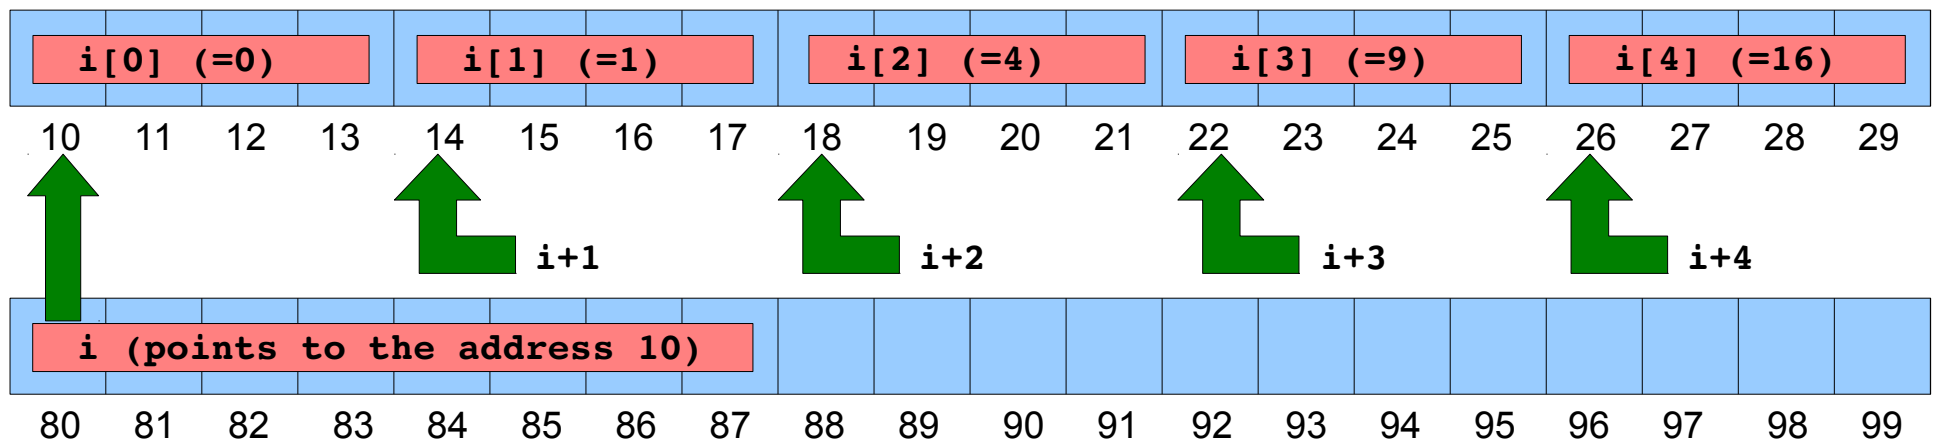 i[0] (=0) i[1] (=1) i[2] (=4) i[3] (=9) i[4] (=16)
10 11 12 13 14 15 16 17 18 19 20 21 22 23 24 25 26 27 28 29
i+1 i+2 i+3 i+4
i (points to the address 10)
80 81 82 83 84 85 86 87 88 89 90 91 92 93 94 95 96 97 98 99